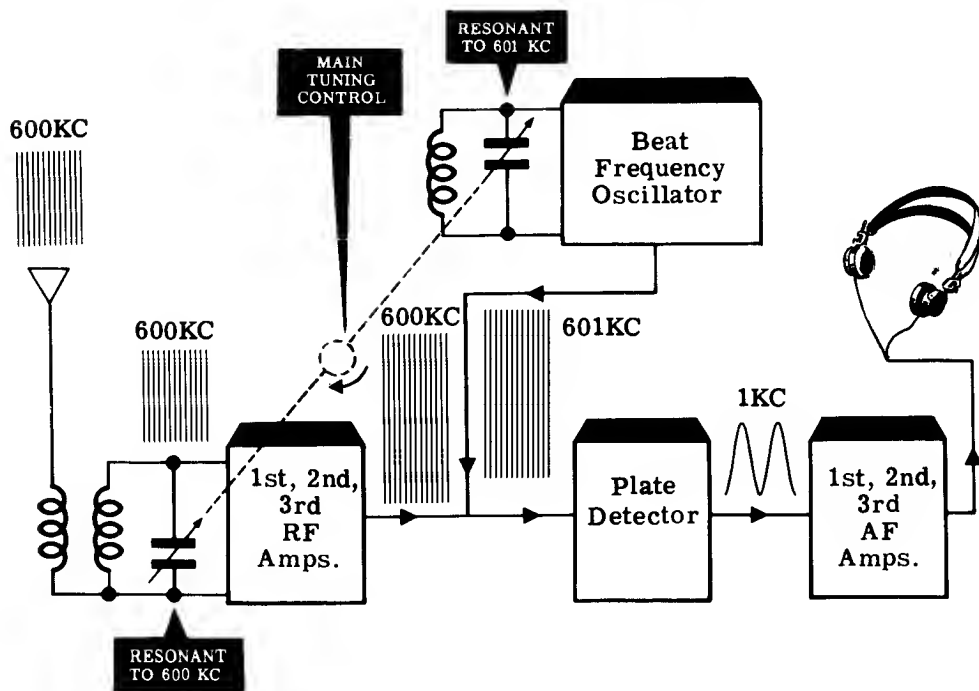 RESONANT
TO 601 KC
MAIN
TUNING
CONTROL
600KC
Beat
Frequency
Oscillator
600KC
600KC
601KC
1KC
1st, 2nd,
3rd
RF
Amps.
Plate
Detector
1st, 2nd,
3rd
AF
Amps.
RESONANT
TO 600 KC